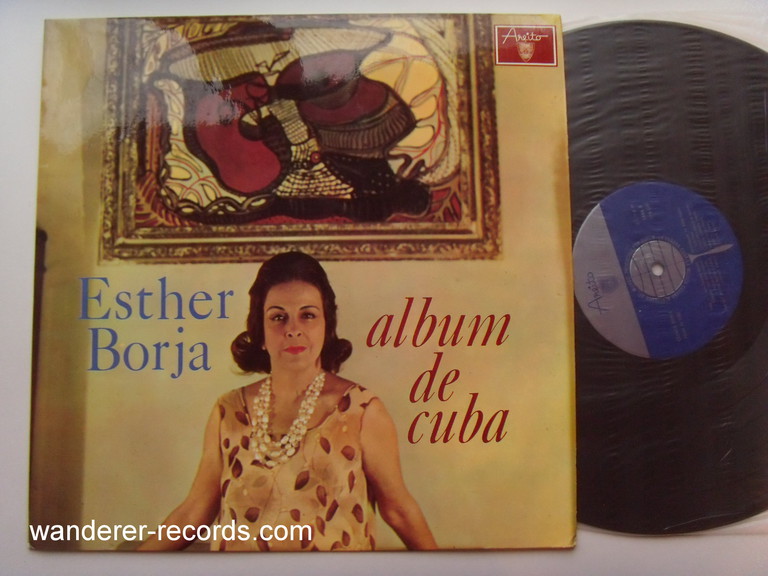 Areito
Esther
Borja
album
de
cuba
Areito
wanderer-records.com